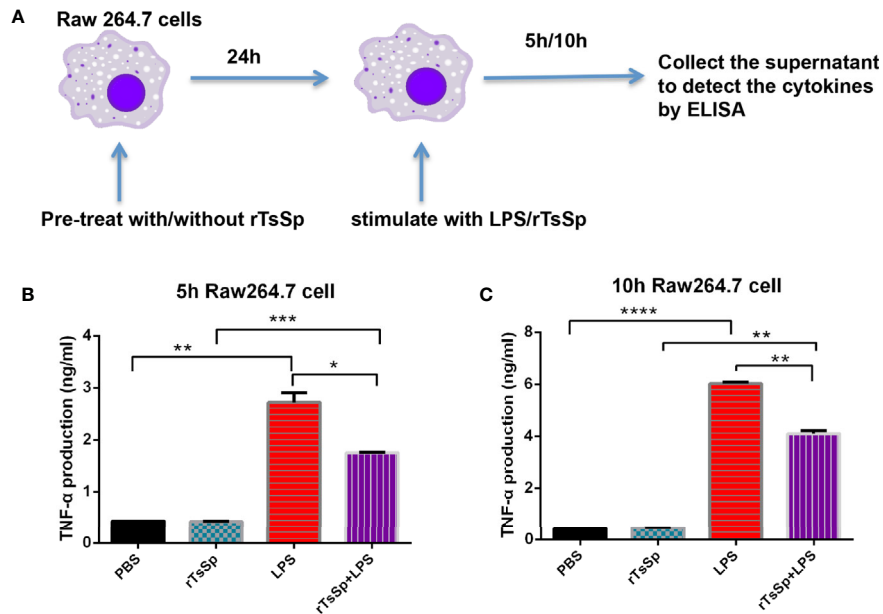 A
Raw 264.7 cells
24h
5h/10h
Collect the supernatant
to detect the cytokines
by ELISA
Pre-treat with/without rTsSp
stimulate with LPS/rTsSp
B
5h Raw264.7 cell
TNF-α production (ng/ml)
4
3
2
1
0
***
**
*
PBS
rTsSp
LPS
rTsSp+LPS
C
10h Raw264.7 cell
TNF-α production (ng/ml)
8
6
4
2
0
****
**
**
PBS
rTsSp
LPS
rTsSp+LPS